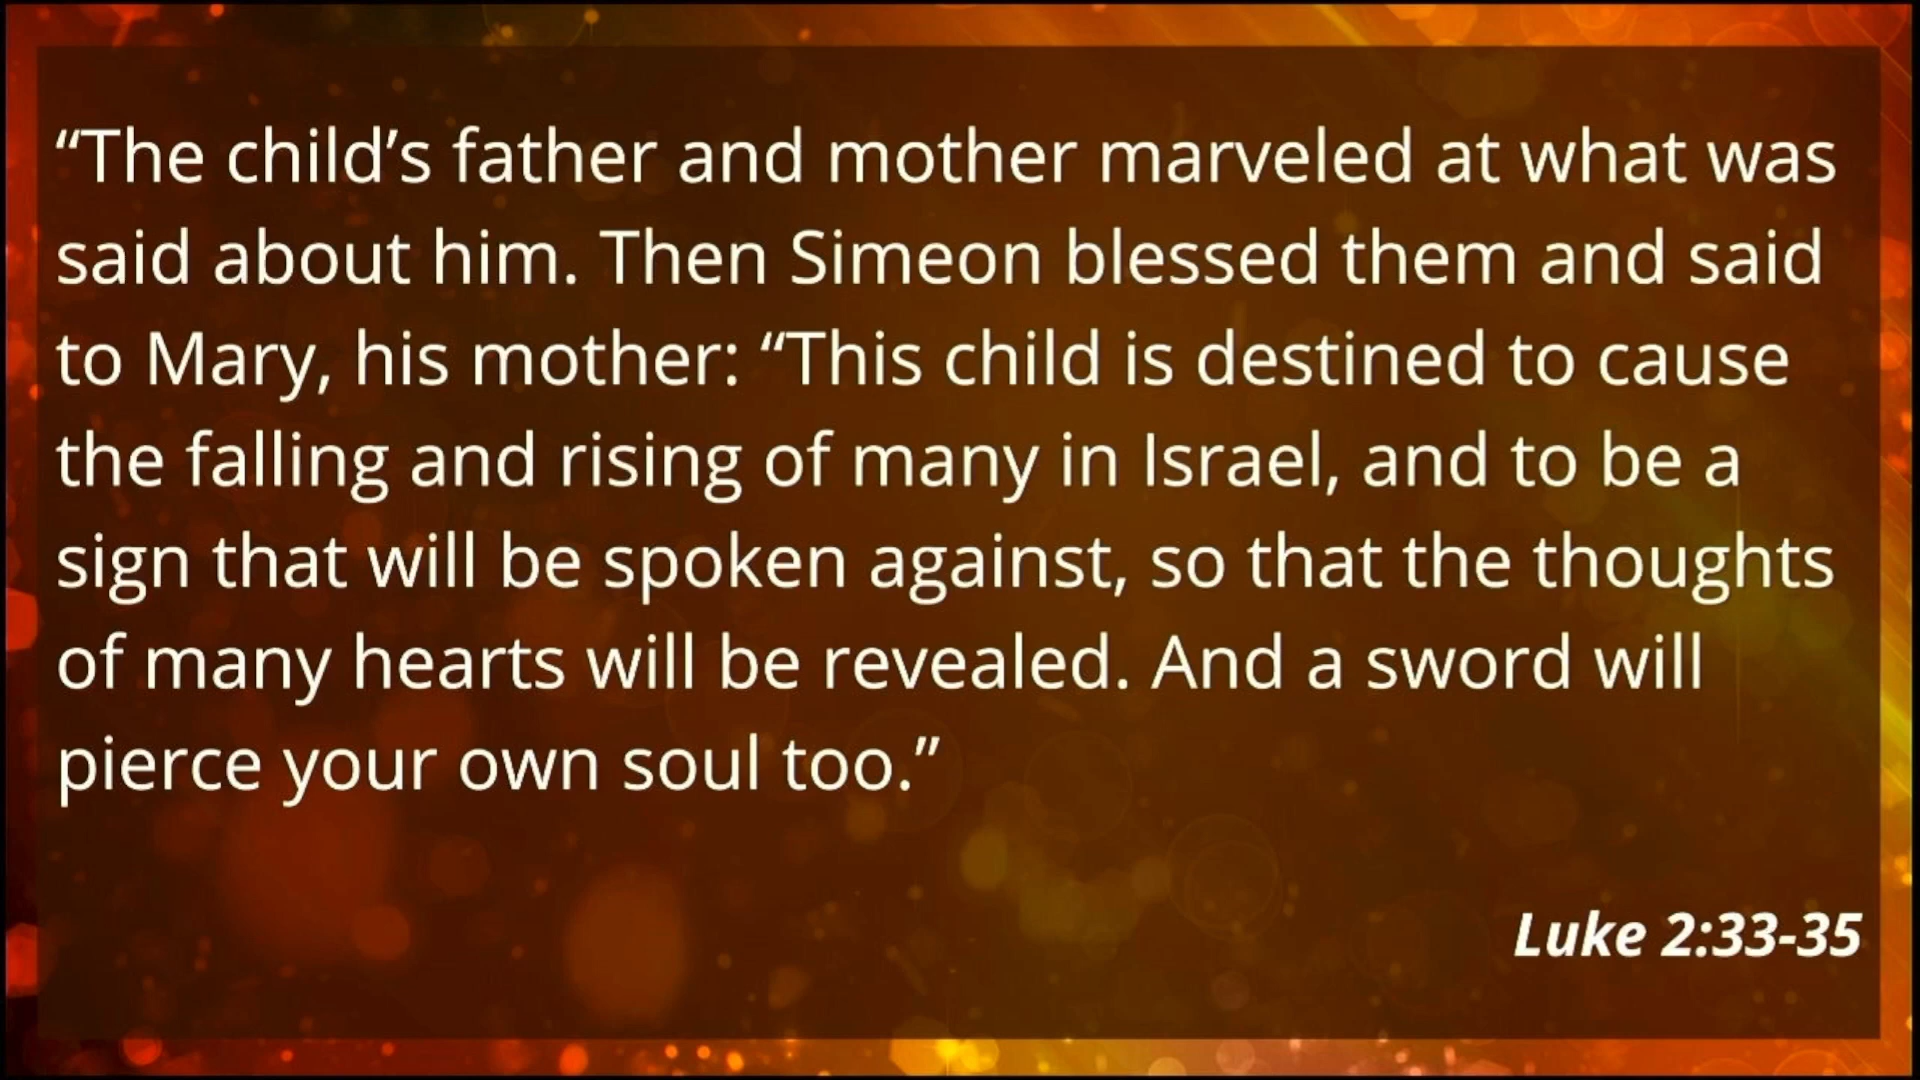 “The child’s father and mother marveled at what was
said about him. Then Simeon blessed them and said
to Mary, his mother: “This child is destined to cause
the falling and rising of many in Israel, and to be a
sign that will be spoken against, so that the thoughts
of many hearts will be revealed. And a sword will
pierce your own soul too.”
Luke 2:33-35